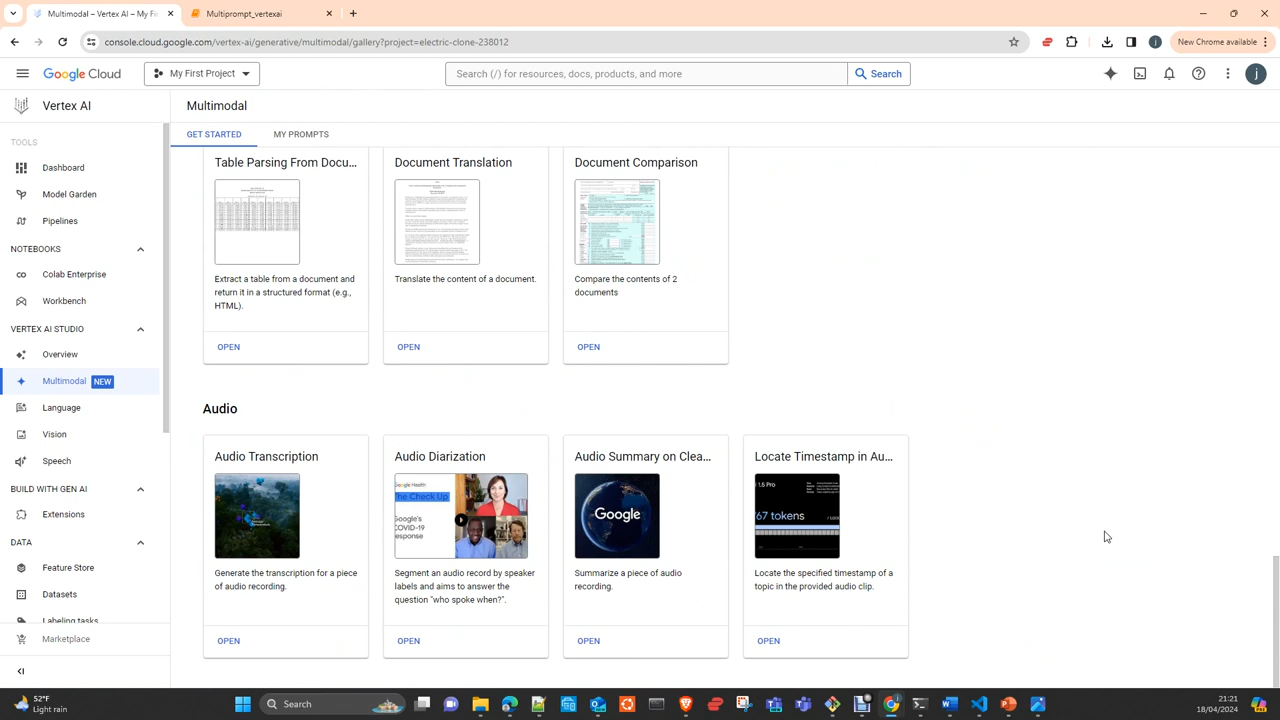 Multimodal – Vertex AI – My Fi
Multiprompt_vertexai
console.cloud.google.com/vertex-ai/generative/multimodal/gallery?project=electric-clone-238012
New Chrome available
Google Cloud
My First Project
Search (/) for resources, docs, products, and more
Search
j
Vertex AI
Multimodal
TOOLS
GET STARTED
MY PROMPTS
Dashboard
Model Garden
Pipelines
NOTEBOOKS
Colab Enterprise
Workbench
VERTEX AI STUDIO
Overview
Multimodal NEW
Language
Vision
Speech
BUILD WITH GEN AI
Extensions
DATA
Feature Store
Datasets
Labeling tasks
Marketplace
Table Parsing From Docu...
Extract a table from a document and
return it in a structured format (e.g.,
HTML).
OPEN
Document Translation
Translate the content of a document.
OPEN
Document Comparison
Compare the contents of 2
documents
OPEN
Audio
Audio Transcription
Generate the transcription for a piece
of audio recording.
OPEN
Audio Diarization
Google Health
The Check Up
Google's
COVID-19
response
Segment an audio record by speaker
labels and aims to answer the
question "who spoke when?".
OPEN
Audio Summary on Clea...
Google
Summarize a piece of audio
recording.
OPEN
Locate Timestamp in Au...
1.5 Pro
67 tokens
Locate the specified timestamp of a
topic in the provided audio clip.
OPEN
52°F
Light rain
Search
21:21
18/04/2024